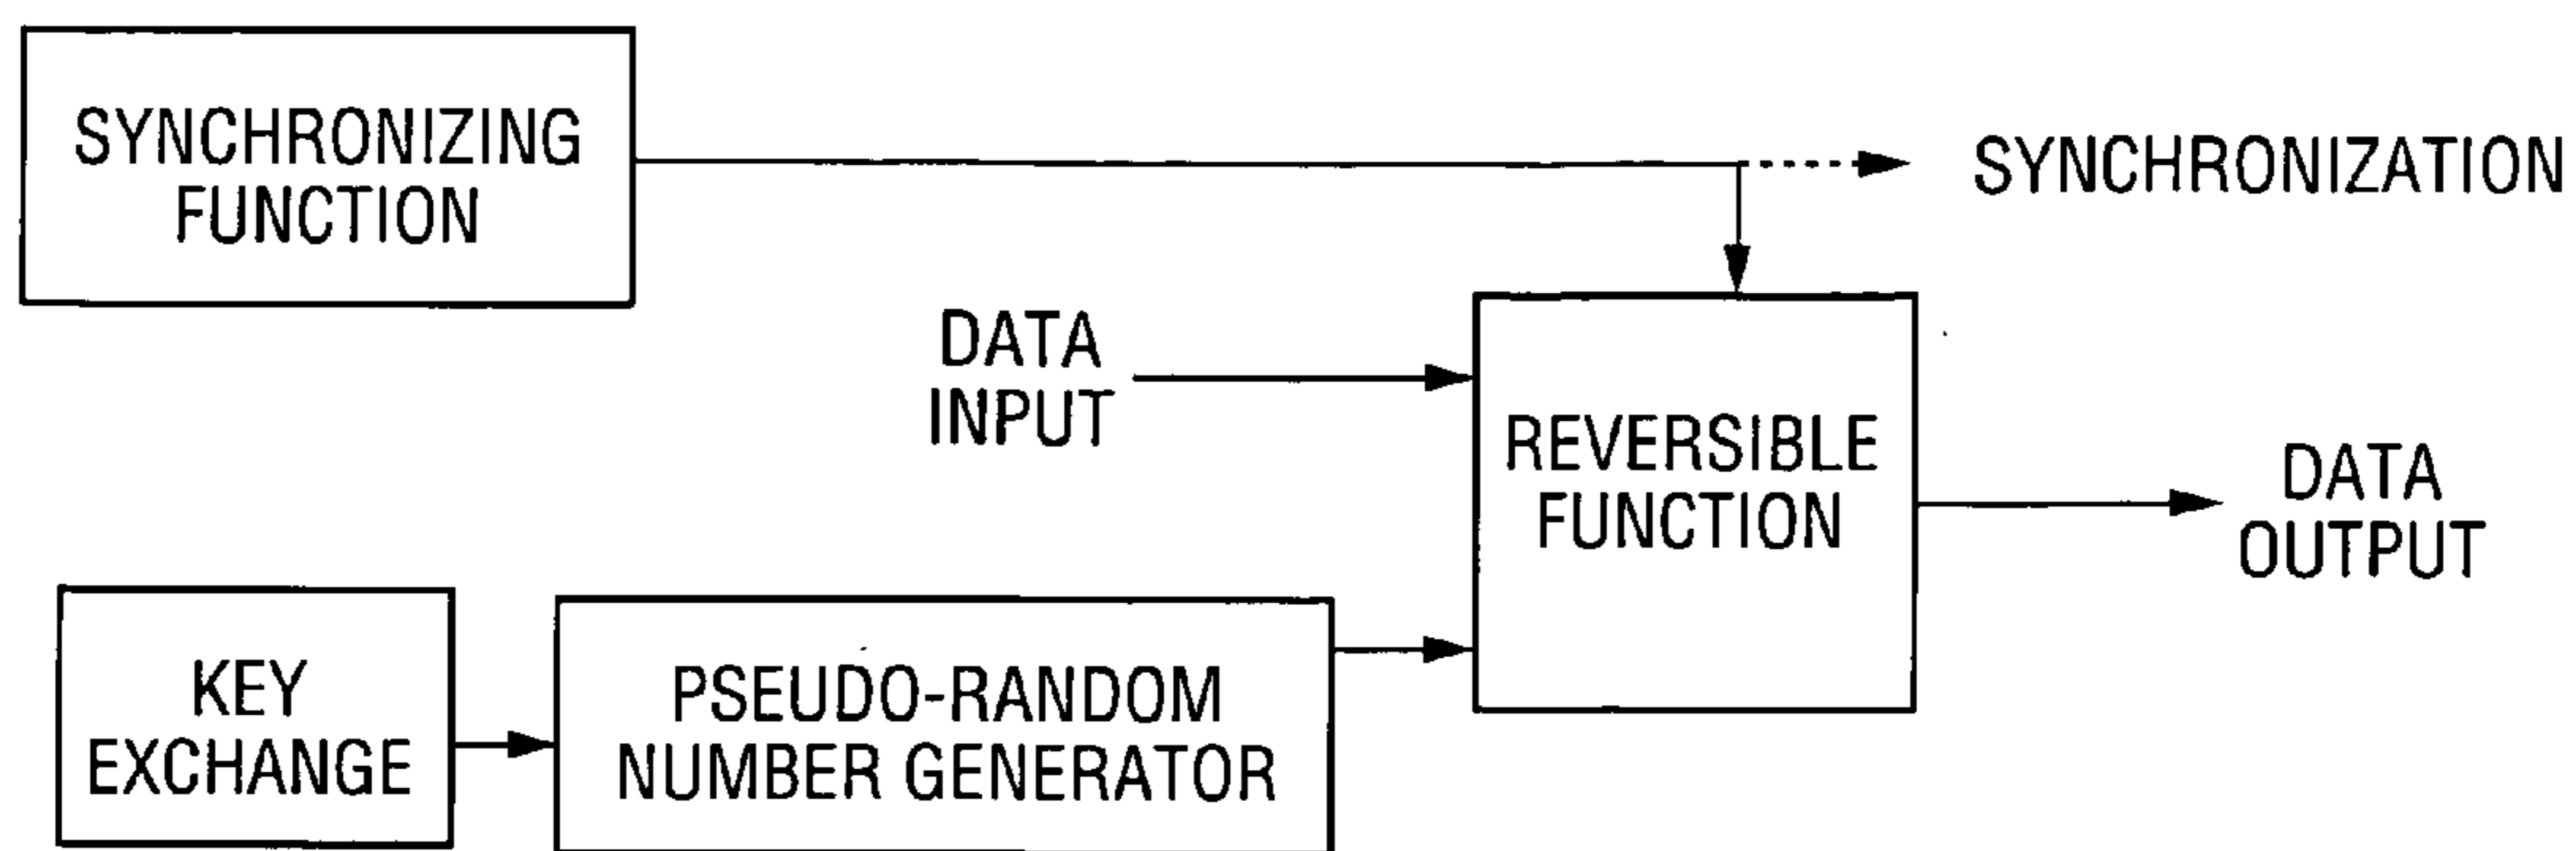 SYNCHRONIZING
FUNCTION
SYNCHRONIZATION
DATA
INPUT
REVERSIBLE
FUNCTION
DATA
OUTPUT
KEY
EXCHANGE
PSEUDO-RANDOM
NUMBER GENERATOR